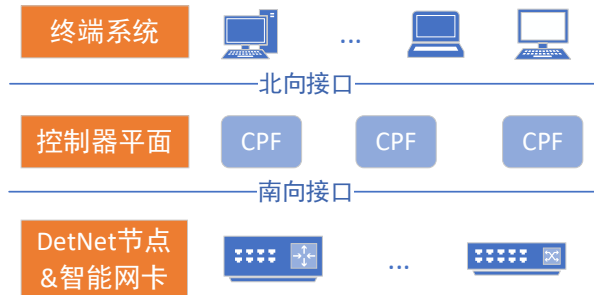 终端系统
...
北向接口
控制器平面
CPF
CPF
CPF
南向接口
DetNet节点
&智能网卡
...